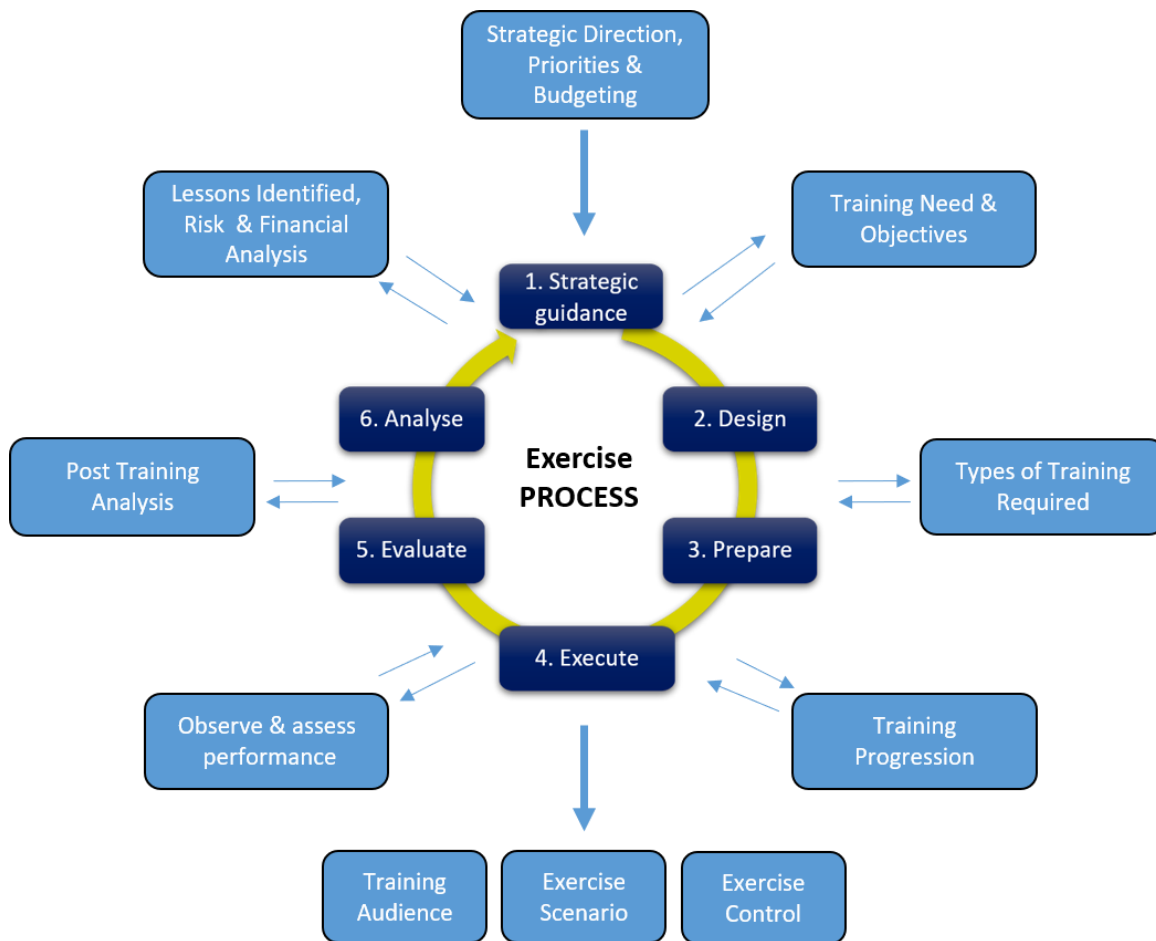 Strategic Direction,
Priorities &
Budgeting
Lessons Identified,
Risk & Financial
Analysis
Training Need &
Objectives
1. Strategic
guidance
6. Analyse
2. Design
Exercise
PROCESS
Post Training
Analysis
Types of Training
Required
5. Evaluate
3. Prepare
4. Execute
Observe & assess
performance
Training
Progression
Training
Audience
Exercise
Scenario
Exercise
Control